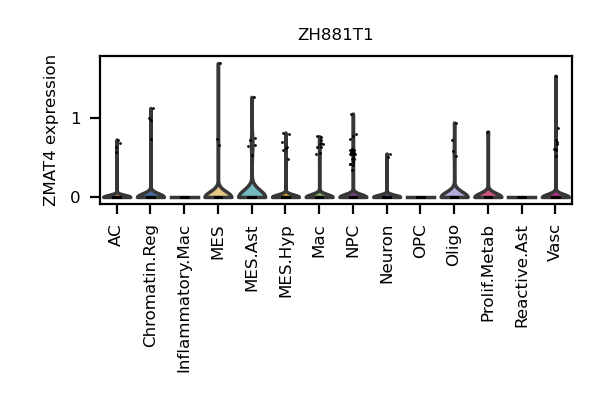 ZH881T1
ZMAT4 expression
1
0
AC
Chromatin.Reg
Inflammatory.Mac
MES
MES.Ast
MES.Hyp
Mac
NPC
Neuron
OPC
Oligo
Prolif.Metab
Reactive.Ast
Vasc